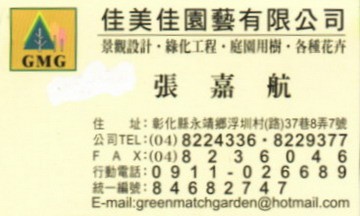 佳美佳園藝有限公司
景觀設計·綠化工程·庭園用樹·各種花卉
GMG
張嘉航
住　　址:彰化縣永靖鄉浮圳村(路)37巷8弄7號
公司TEL:(04)8224336·8229377
F A X:(04)8236046
行動電話:0911-026689
統一編號:84682747
E-mail:greenmatchgarden@hotmail.com